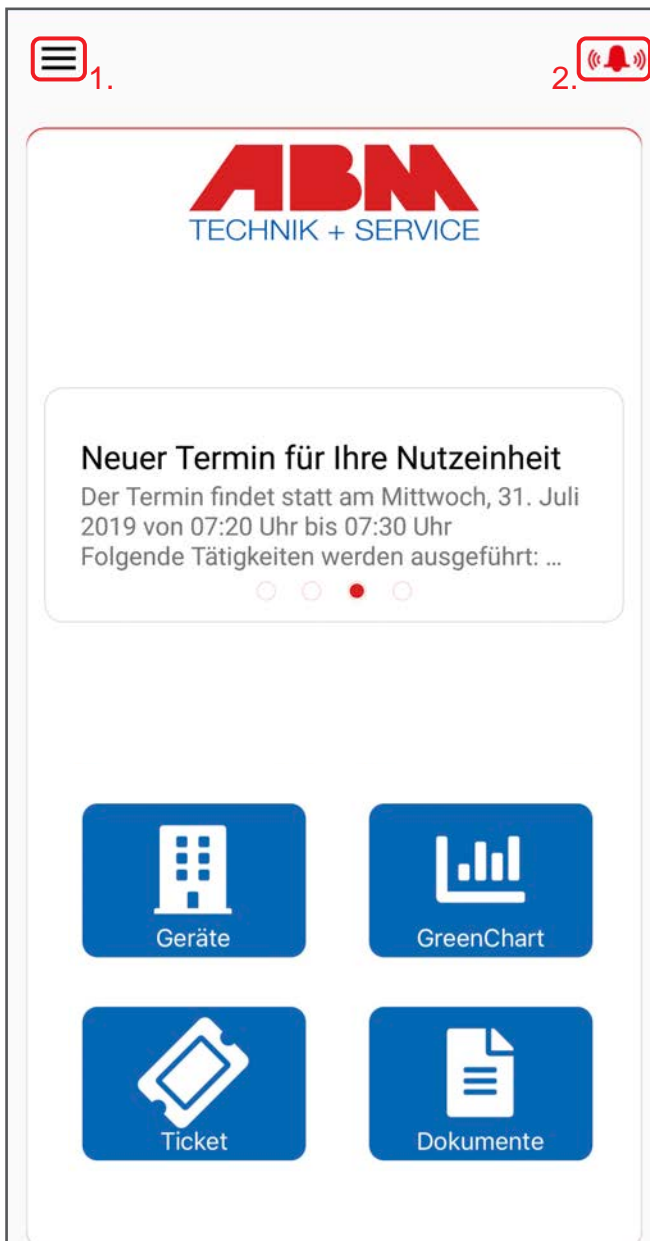 1.
2.
ABM
TECHNIK + SERVICE
Neuer Termin für Ihre Nutzeinheit
Der Termin findet statt am Mittwoch, 31. Juli
2019 von 07:20 Uhr bis 07:30 Uhr
Folgende Tätigkeiten werden ausgeführt: ...
Geräte
GreenChart
Ticket
Dokumente